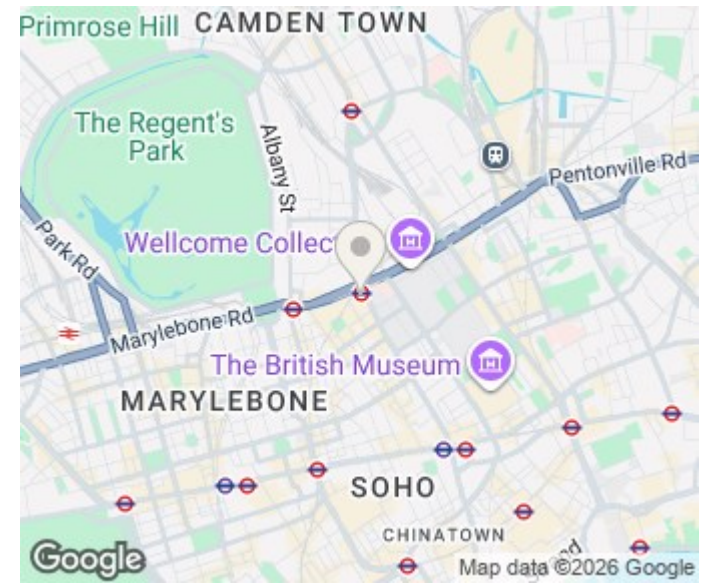 Primrose Hill
CAMDEN TOWN
The Regent's
Park
Albany St
Pentonville Rd
Wellcome Collec
Park Rd
Marylebone Rd
The British Museum
MARYLEBONE
SOHO
CHINATOWN
Google
Map data ©2026 Google